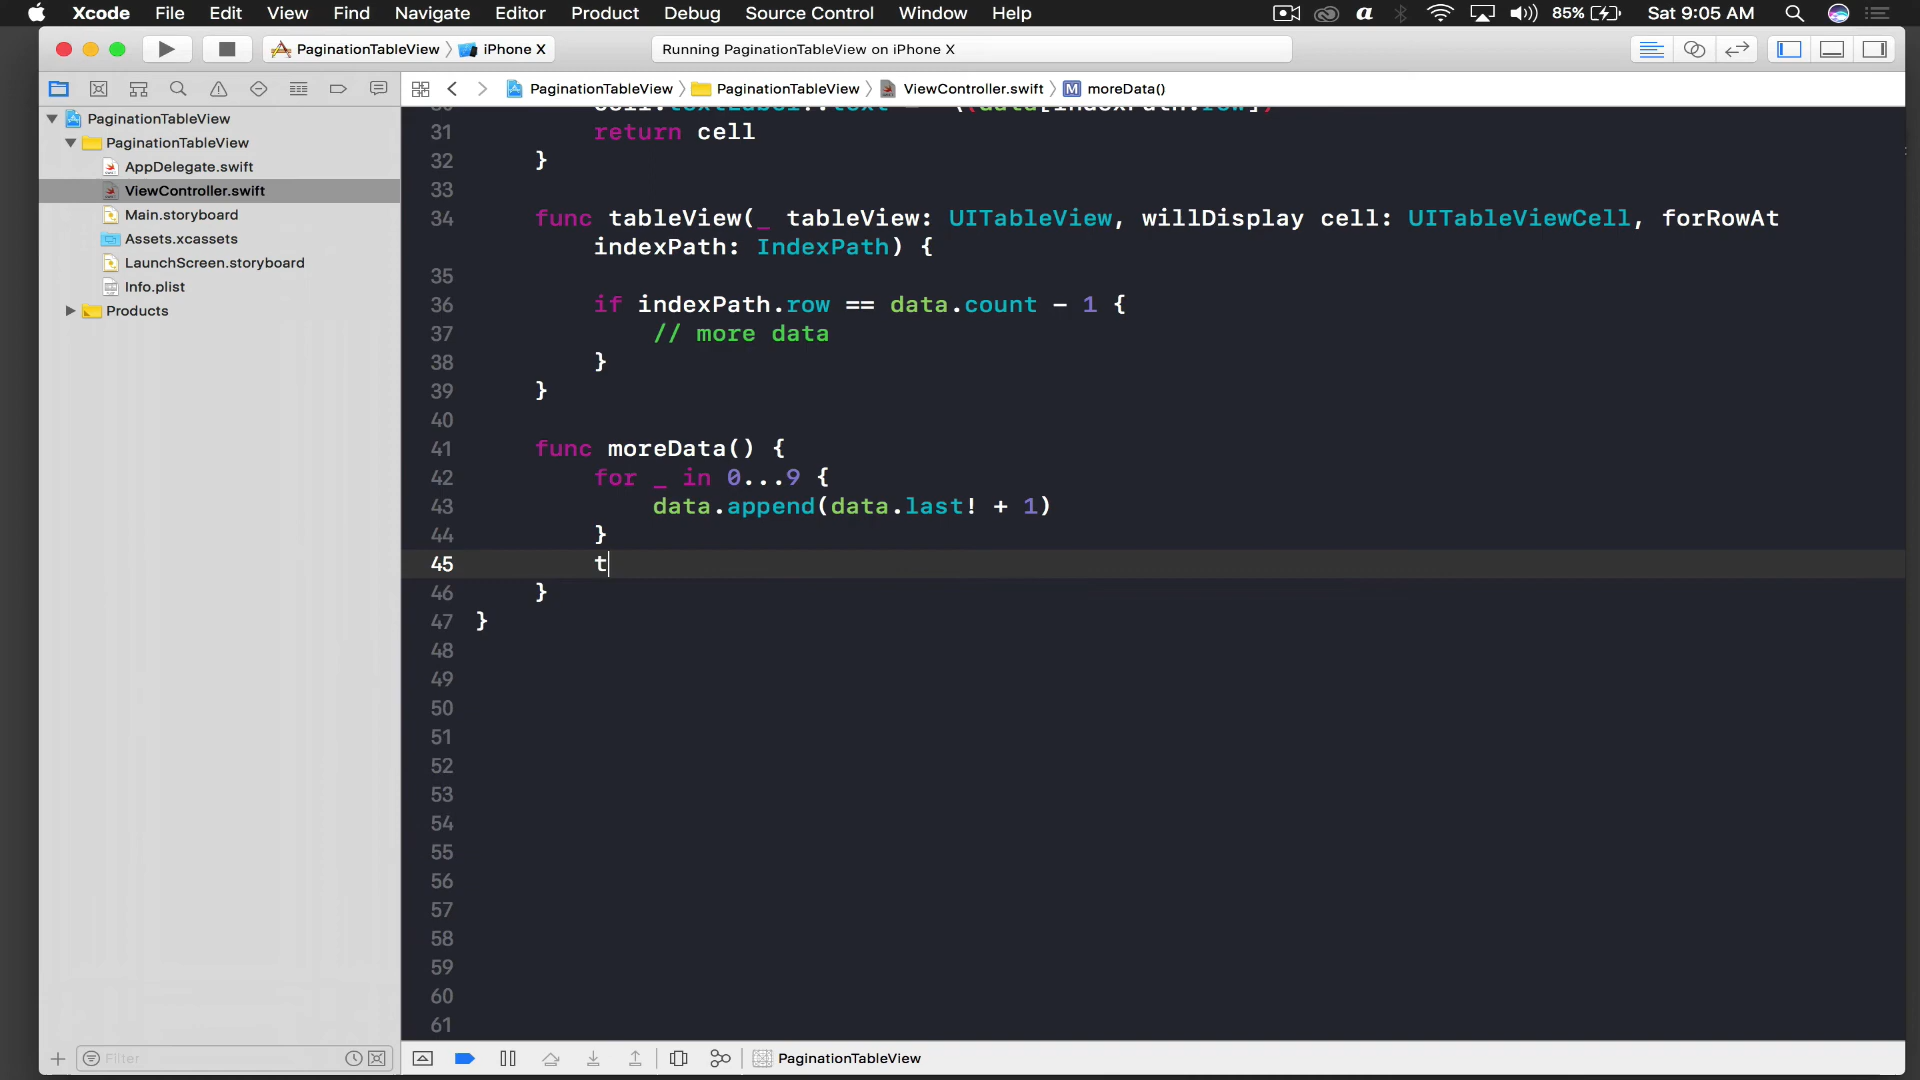 Xcode File Edit View Find Navigate Editor Product Debug Source Control Window Help 85% Sat 9:05 AM
PaginationTableView iPhone X Running PaginationTableView on iPhone X
PaginationTableView PaginationTableView ViewController.swift moreData()
PaginationTableView
PaginationTableView
AppDelegate.swift
ViewController.swift
Main.storyboard
Assets.xcassets
LaunchScreen.storyboard
Info.plist
Products
31 return cell
32 }
33
34 func tableView(_ tableView: UITableView, willDisplay cell: UITableViewCell, forRowAt
indexPath: IndexPath) {
35
36 if indexPath.row == data.count - 1 {
37 // more data
38 }
39 }
40
41 func moreData() {
42 for _ in 0...9 {
43 data.append(data.last! + 1)
44 }
45 t
46 }
47 }
48
49
50
51
52
53
54
55
56
57
58
59
60
61
Filter
PaginationTableView